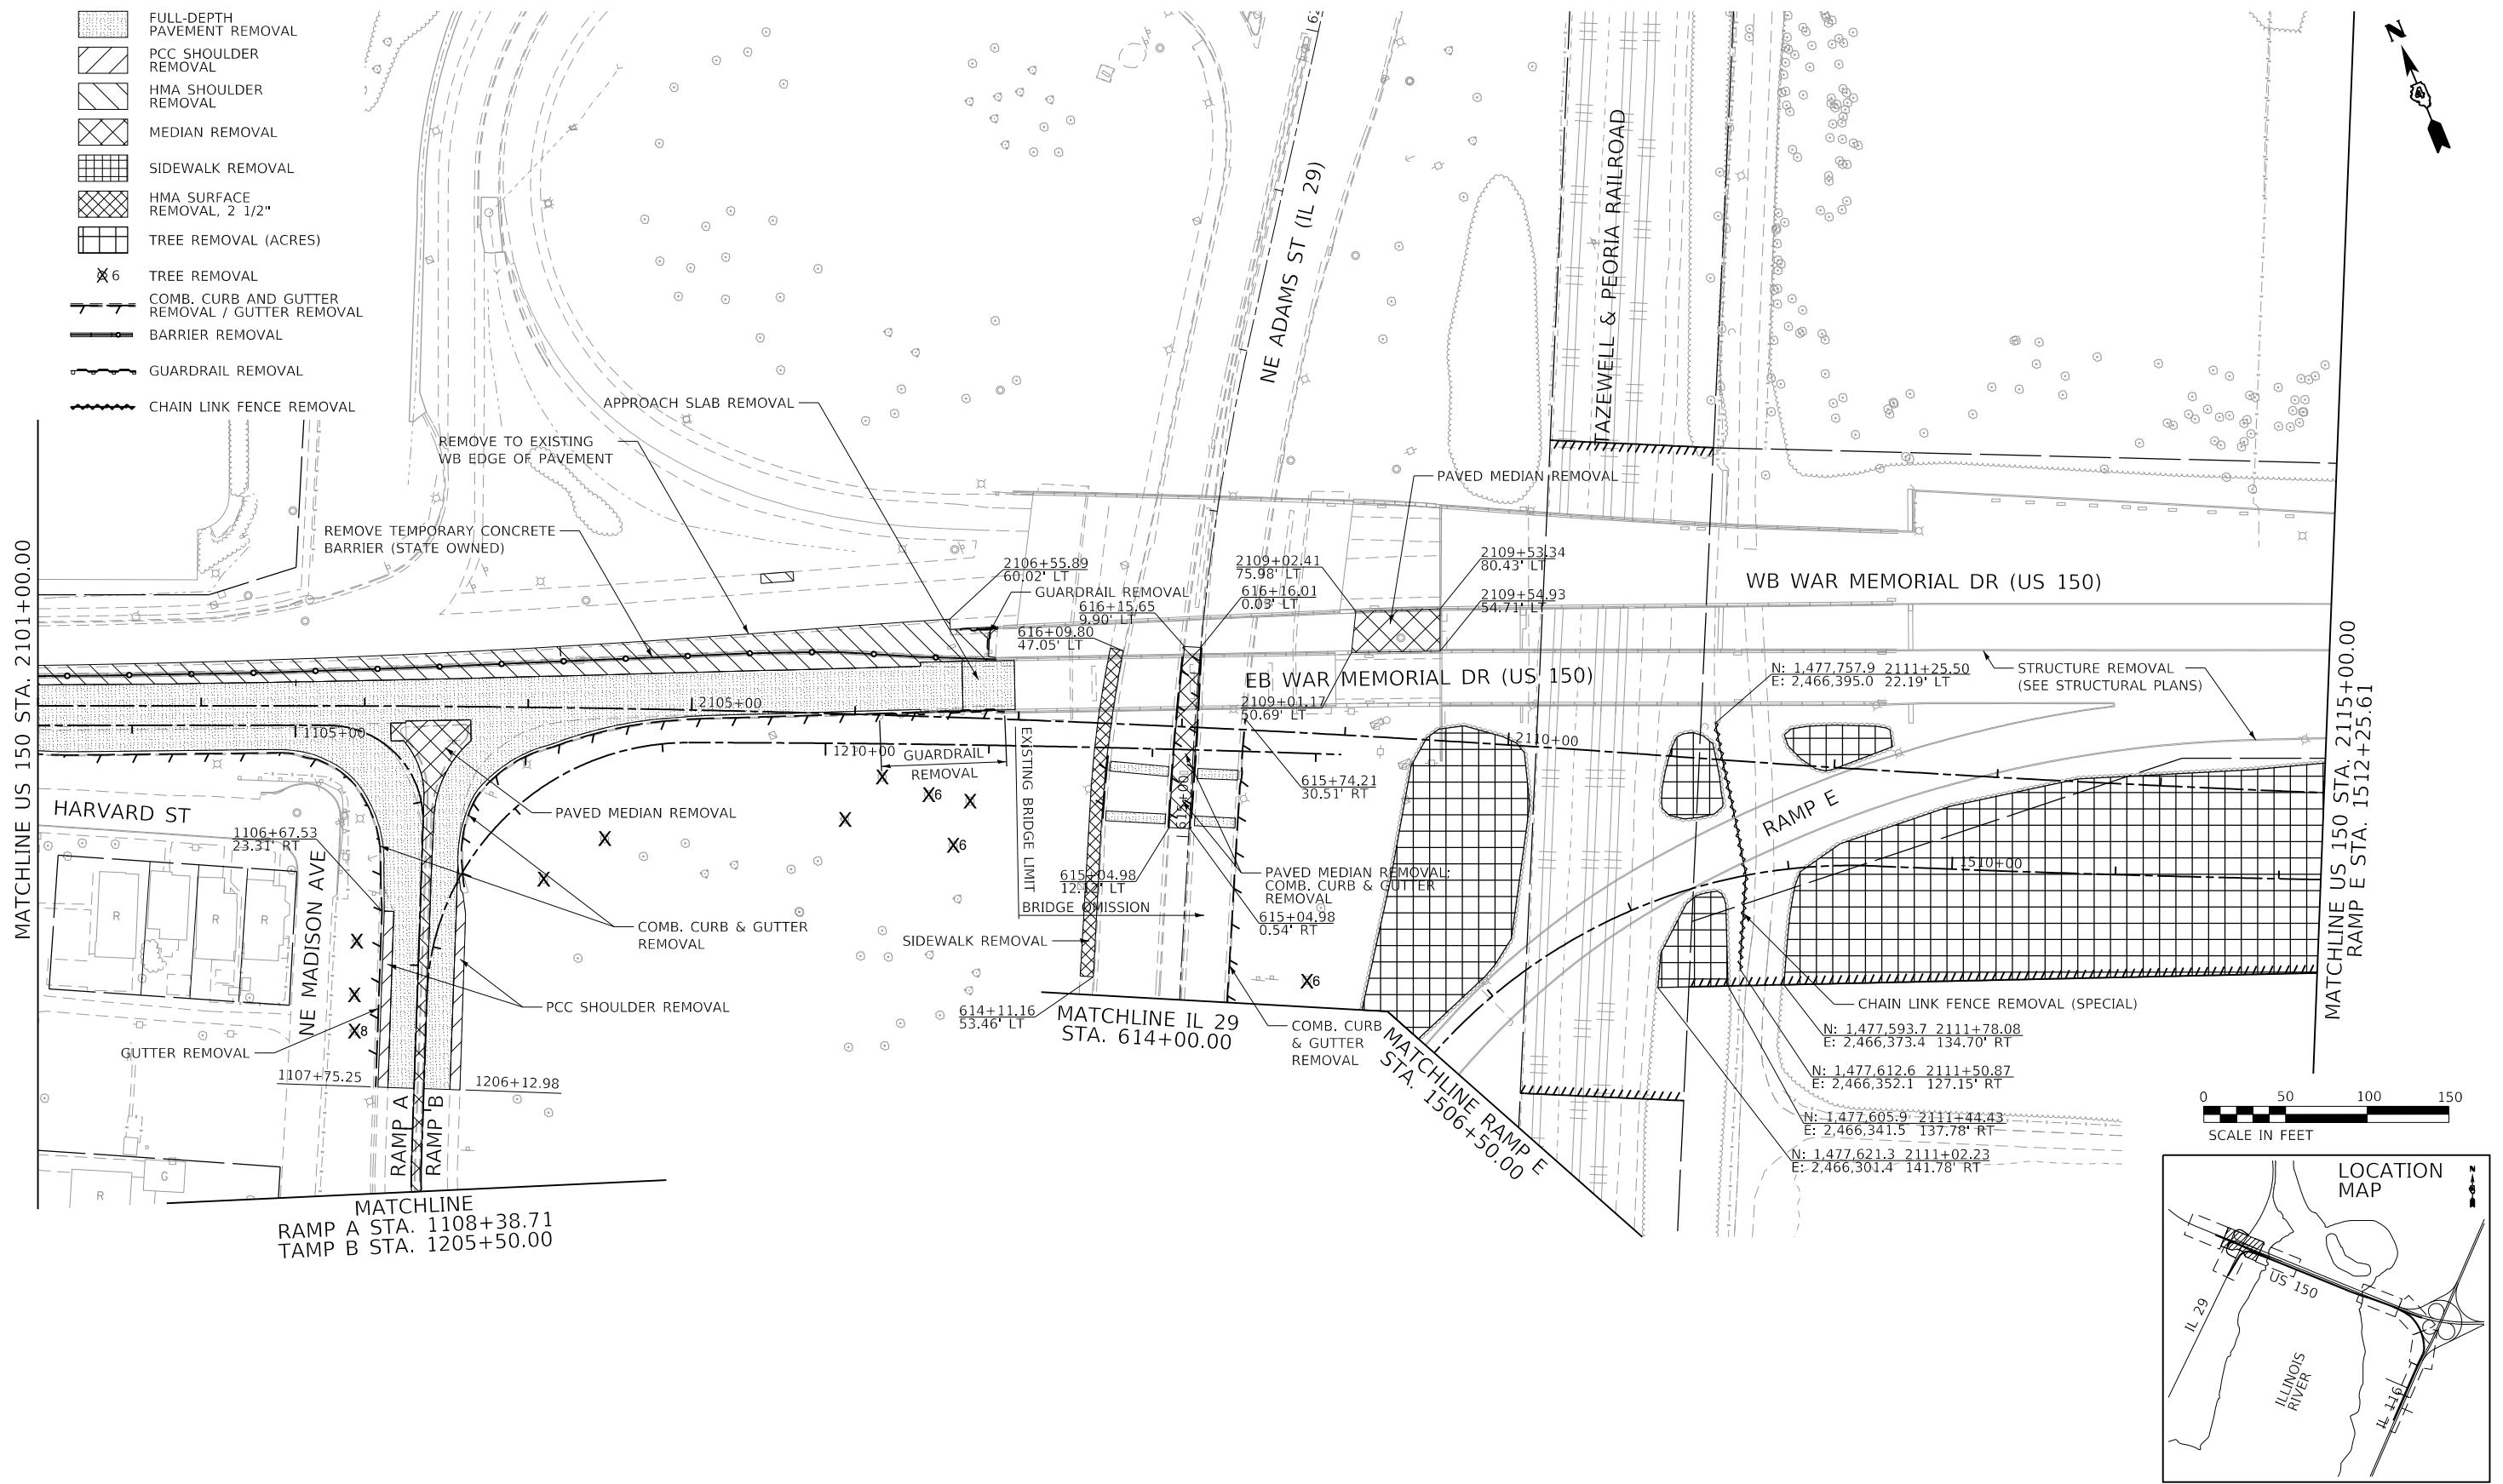 FULL-DEPTH
PAVEMENT REMOVAL
PCC SHOULDER
REMOVAL
HMA SHOULDER
REMOVAL
MEDIAN REMOVAL
SIDEWALK REMOVAL
HMA SURFACE
REMOVAL, 2 1/2"
TREE REMOVAL (ACRES)
6
TREE REMOVAL
COMB. CURB AND GUTTER
REMOVAL / GUTTER REMOVAL
BARRIER REMOVAL
GUARDRAIL REMOVAL
CHAIN LINK FENCE REMOVAL
N
NE ADAMS ST (IL 29)
TAZEWELL & PEORIA RAILROAD
APPROACH SLAB REMOVAL
REMOVE TO EXISTING
WB EDGE OF PAVEMENT
REMOVE TEMPORARY CONCRETE
BARRIER (STATE OWNED)
PAVED MEDIAN REMOVAL
2106+55.89
60.02' LT
GUARDRAIL REMOVAL
616+15.65
9.90' LT
616+09.80
47.05' LT
2109+02.41
75.98' LT
616+16.01
0.03' LT
2109+53.34
80.43' LT
2109+54.93
54.71' LT
WB WAR MEMORIAL DR (US 150)
EB WAR MEMORIAL DR (US 150)
2109+01.17
50.69' LT
N: 1,477,757.9 2111+25.50
E: 2,466,395.0 22.19' LT
STRUCTURE REMOVAL
(SEE STRUCTURAL PLANS)
MATCHLINE US 150 STA. 2101+00.00
MATCHLINE US 150 STA. 2115+00.00
RAMP E STA. 1512+25.61
2105+00
1105+00
1210+00
2110+00
GUARDRAIL
REMOVAL
EXISTING BRIDGE LIMIT
615+00
615+74.21
30.51' RT
6
6
HARVARD ST
PAVED MEDIAN REMOVAL
1106+67.53
23.31' RT
NE MADISON AVE
RAMP E
1510+00
615+04.98
LT
PAVED MEDIAN REMOVAL;
COMB. CURB & GUTTER
REMOVAL
BRIDGE OMISSION
615+04.98
0.54' RT
R
R
R
COMB. CURB & GUTTER
REMOVAL
SIDEWALK REMOVAL
6
PCC SHOULDER REMOVAL
8
GUTTER REMOVAL
614+11.16
53.46' LT
MATCHLINE IL 29
STA. 614+00.00
COMB. CURB
& GUTTER
REMOVAL
CHAIN LINK FENCE REMOVAL (SPECIAL)
N: 1,477,593.7 2111+78.08
E: 2,466,373.4 134.70' RT
N: 1,477,612.6 2111+50.87
E: 2,466,352.1 127.15' RT
N: 1,477,605.9 2111+44.43
E: 2,466,341.5 137.78' RT
N: 1,477,621.3 2111+02.23
E: 2,466,301.4 141.78' RT
MATCHLINE RAMP E
STA. 1506+50.00
1107+75.25
1206+12.98
RAMP A
RAMP B
R
G
MATCHLINE
RAMP A STA. 1108+38.71
TAMP B STA. 1205+50.00
0 50 100 150
SCALE IN FEET
LOCATION
MAP
N
US 150
IL 29
ILLINOIS
RIVER
IL 116